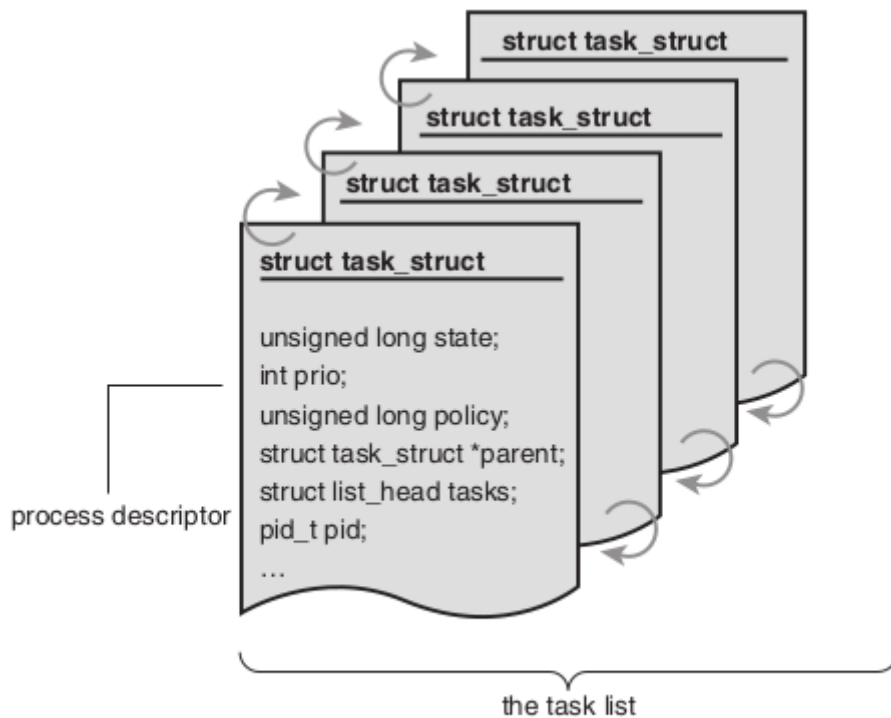 struct task_struct
struct task_struct
struct task_struct
struct task_struct
unsigned long state;
int prio;
unsigned long policy;
struct task_struct *parent;
struct list_head tasks;
pid_t pid;
...
process descriptor
the task list